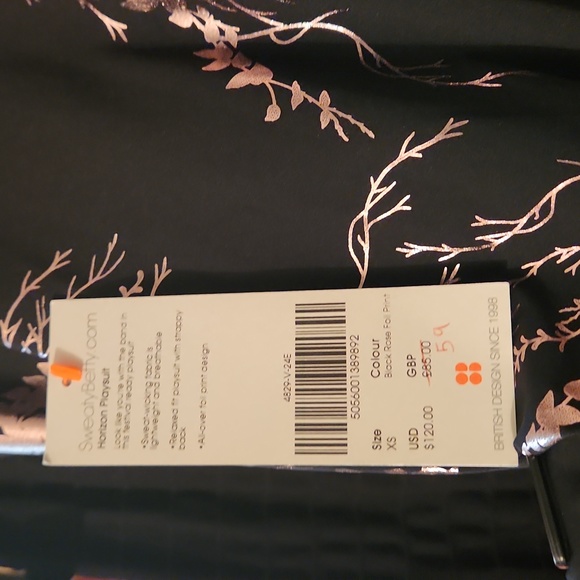 SweatyBetty.com
Horizon Playsuit
Look like you're with the band in
this festival ready playsuit
•Sweat-wicking fabric is
lightweight and breathable
•Relaxed fit playsuit with strappy
back
•All-over foil print design
4829-V-24E
5056001389892
Size
XS
Colour
Black Rose Foil Print
USD
$120.00
GBP
£85.00
59
BRITISH DESIGN SINCE 1998